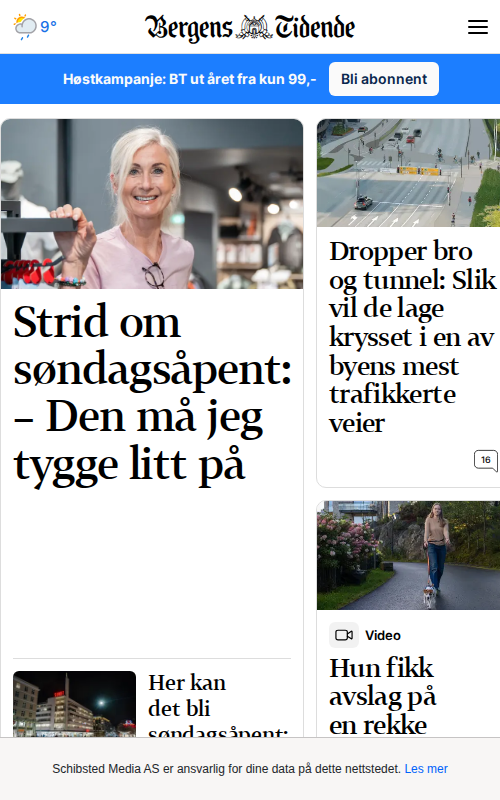 9°
Bergens Tidende
Høstkampanje: BT ut året fra kun 99,-
Bli abonnent
Strid om
søndagsåpent:
– Den må jeg
tygge litt på
Her kan
det bli
søndagsåpent:
Dropper bro
og tunnel: Slik
vil de lage
krysset i en av
byens mest
trafikkerte
veier
16
Video
Hun fikk
avslag på
en rekke
Schibsted Media AS er ansvarlig for dine data på dette nettstedet. Les mer